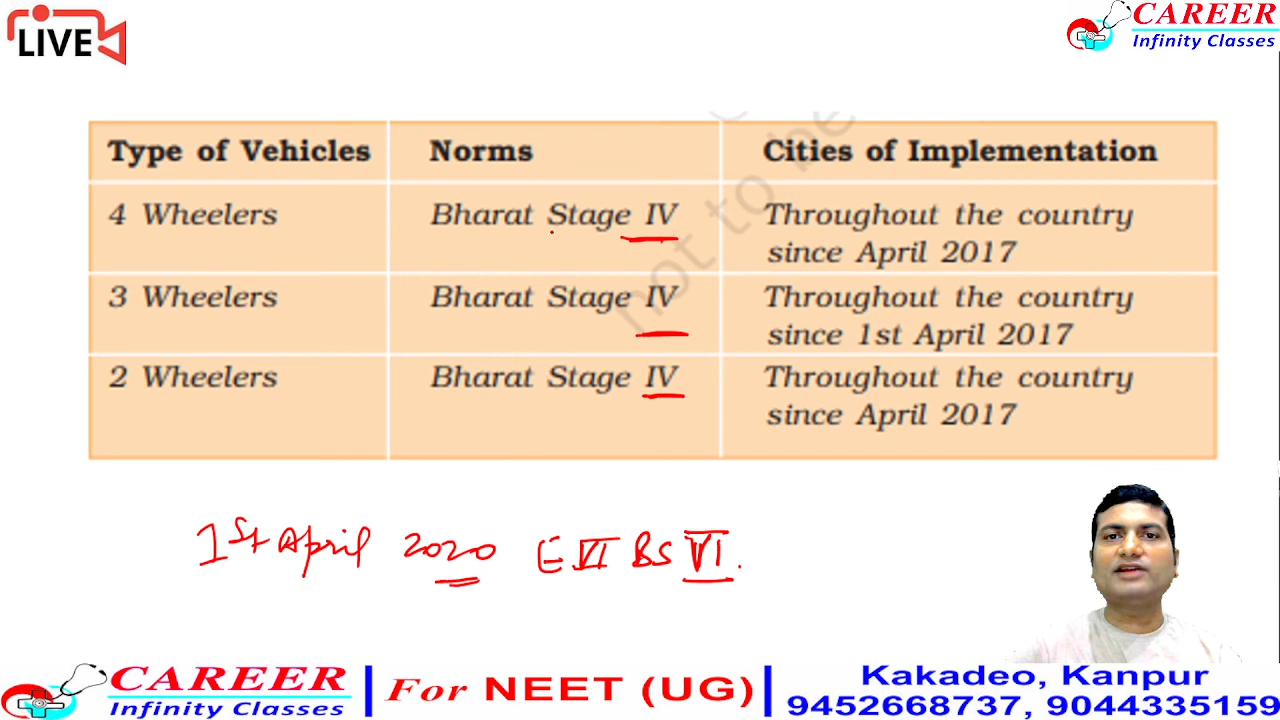 LIVE
CAREER
Infinity Classes
not to be
Type of Vehicles Norms Cities of Implementation
4 Wheelers Bharat Stage IV Throughout the country
since April 2017
3 Wheelers Bharat Stage IV Throughout the country
since 1st April 2017
2 Wheelers Bharat Stage IV Throughout the country
since April 2017
1st April 2020 E VI BS VI.
CAREER
Infinity Classes
For NEET (UG)
Kakadeo, Kanpur
9452668737, 9044335159